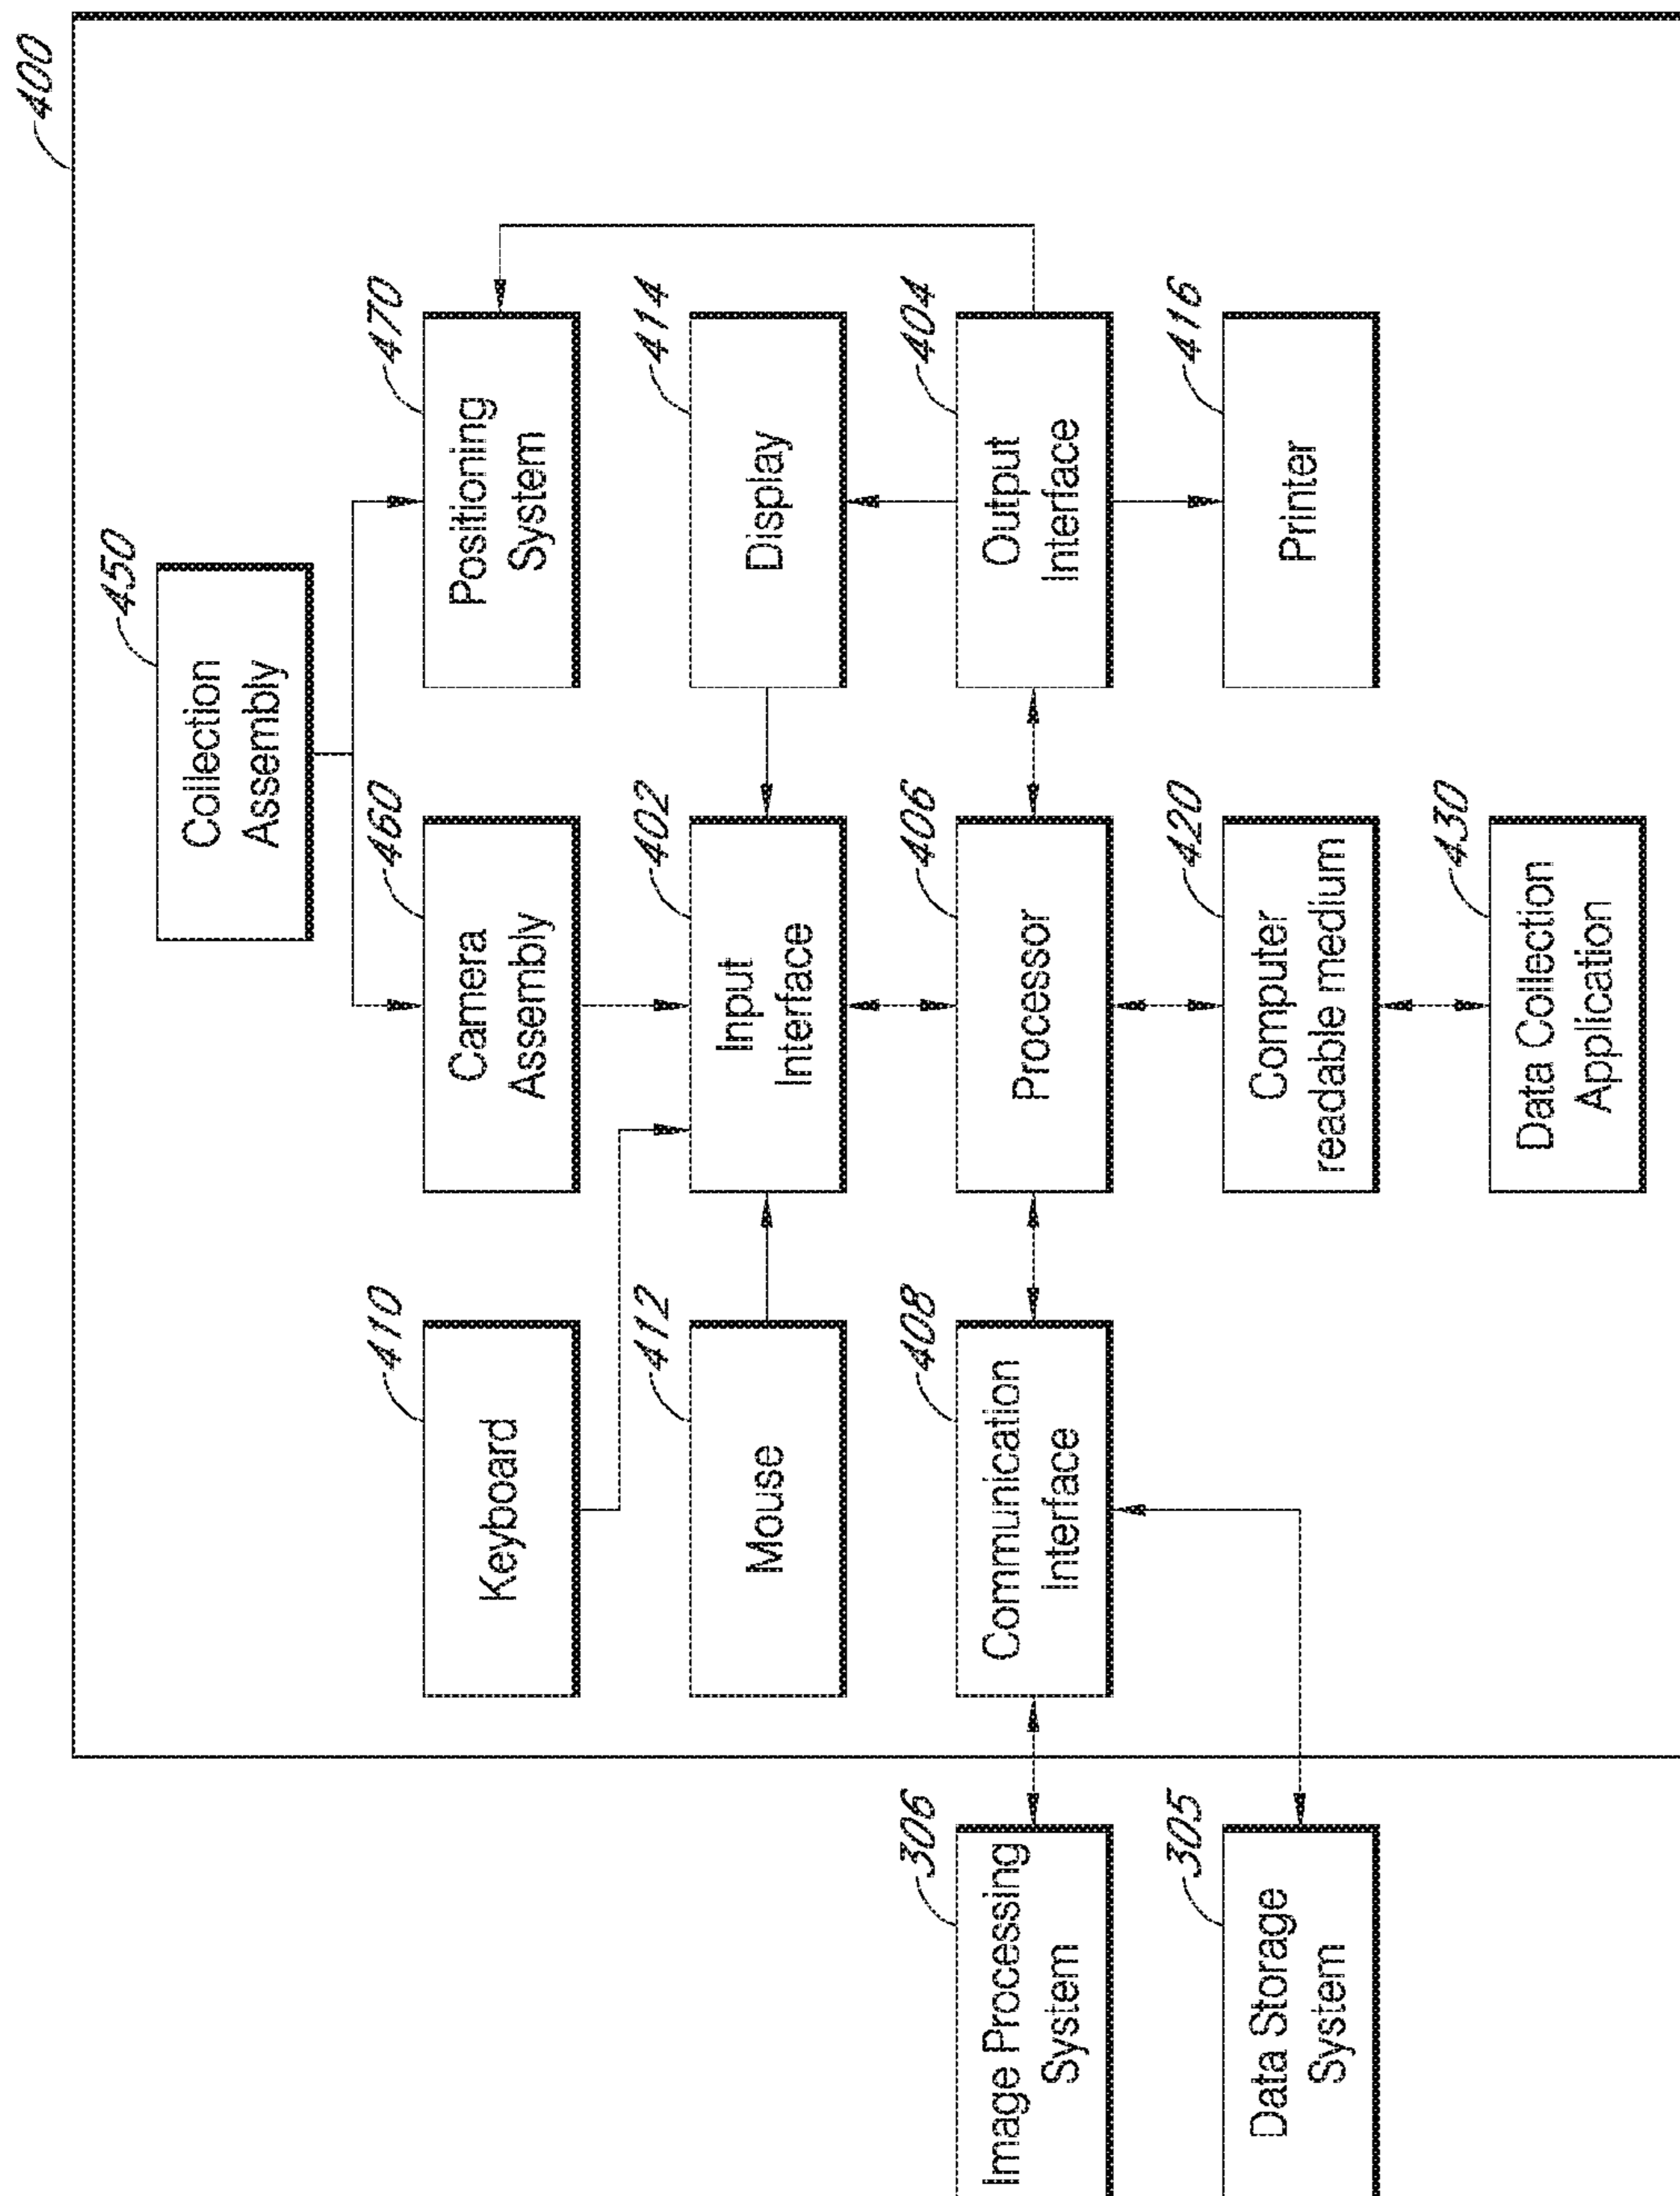 400
450
Collection
Assembly
410
Keyboard
460
Camera
Assembly
470
Positioning
System
412
Mouse
402
Input
Interface
414
Display
306
Image Processing
System
408
Communication
Interface
406
Processor
404
Output
Interface
305
Data Storage
System
420
Computer
readable medium
416
Printer
430
Data Collection
Application